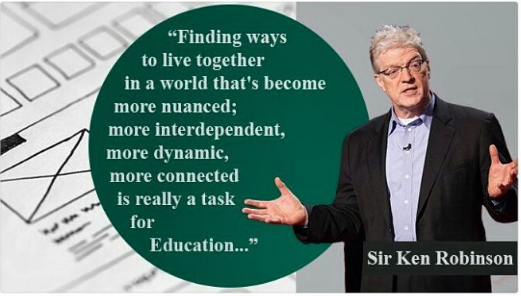 “Finding ways
to live together
in a world that's become
more nuanced;
more interdependent,
more dynamic,
more connected
is really a task
for
Education...”
Sir Ken Robinson